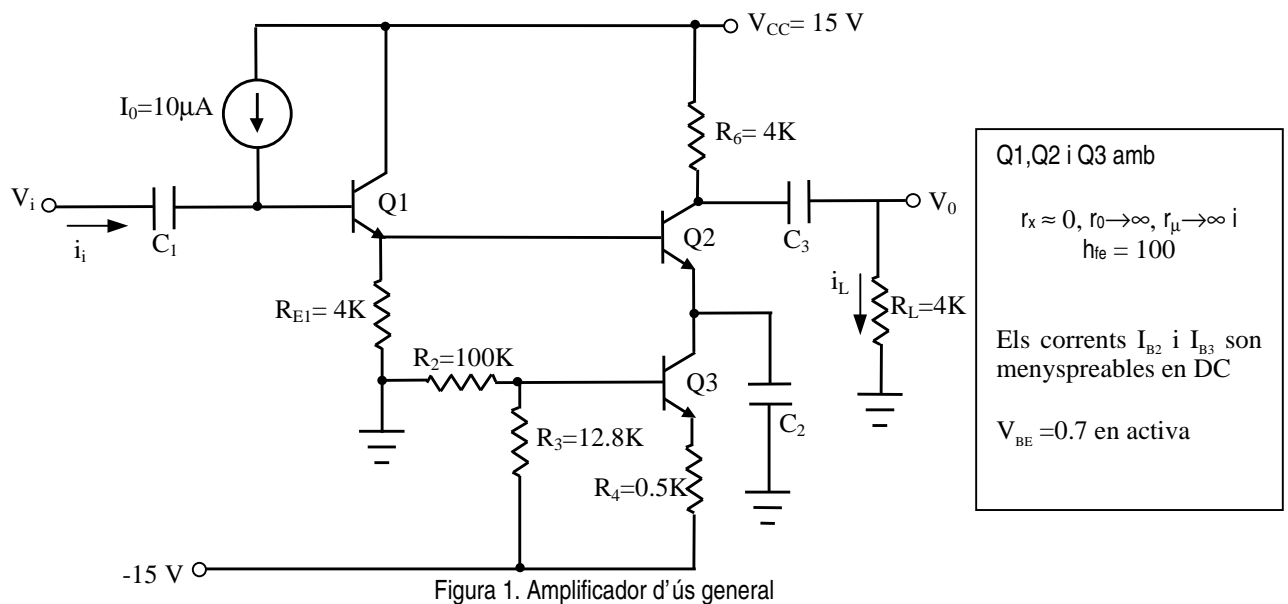 V_CC= 15 V
I_0=10µA
R_6= 4K
V_i
Q1
C_1
i_i
Q2
C_3
V_0
i_L
R_L=4K
R_E1= 4K
R_2=100K
Q3
C_2
R_3=12.8K
R_4=0.5K
-15 V
Q1,Q2 i Q3 amb
r_x ≈ 0, r_0→∞, r_µ→∞ i
h_fe = 100
Els corrents I_B2 i I_B3 son
menyspreables en DC
V_BE =0.7 en activa
Figura 1. Amplificador d'ús general